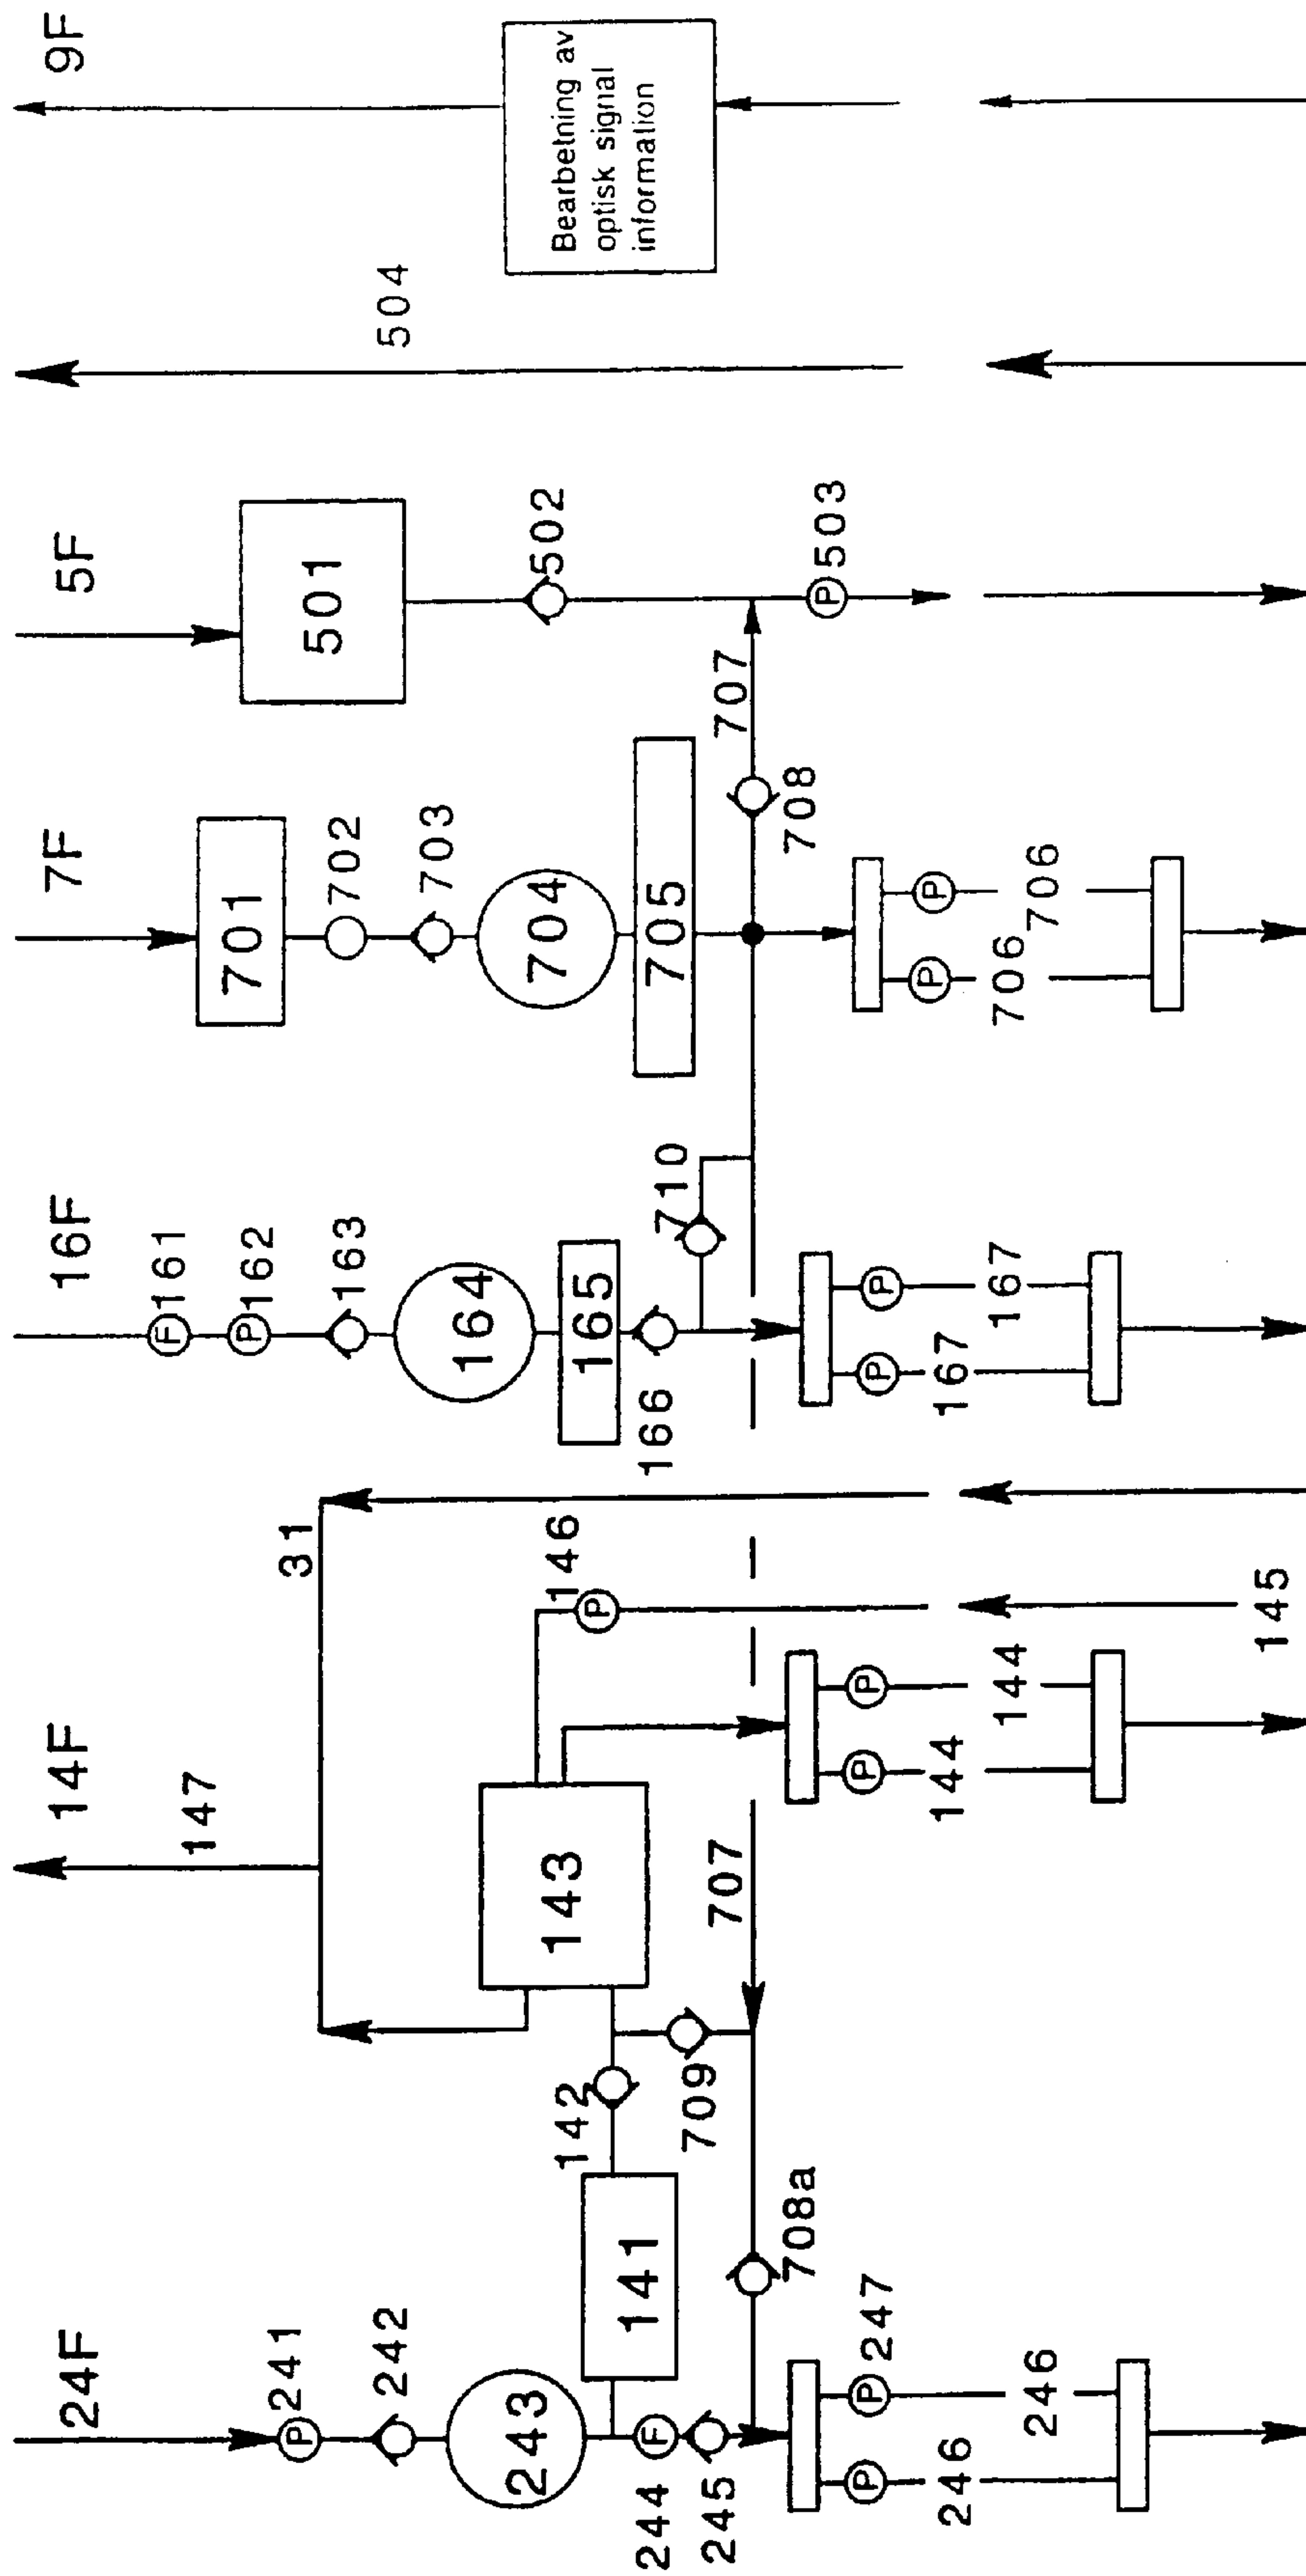 24F
14F
16F
7F
5F
9F
147
31
241
242
161
162
163
701
702
703
501
504
243
141
142
143
146
164
165
166
710
704
705
502
Bearbetning av
optisk signal
information
244
F
245
709
707
708a
707
708
P
503
P
P
247
246
246
P
P
144
144
145
P
P
167
167
P
P
706
706
P
P
F
P